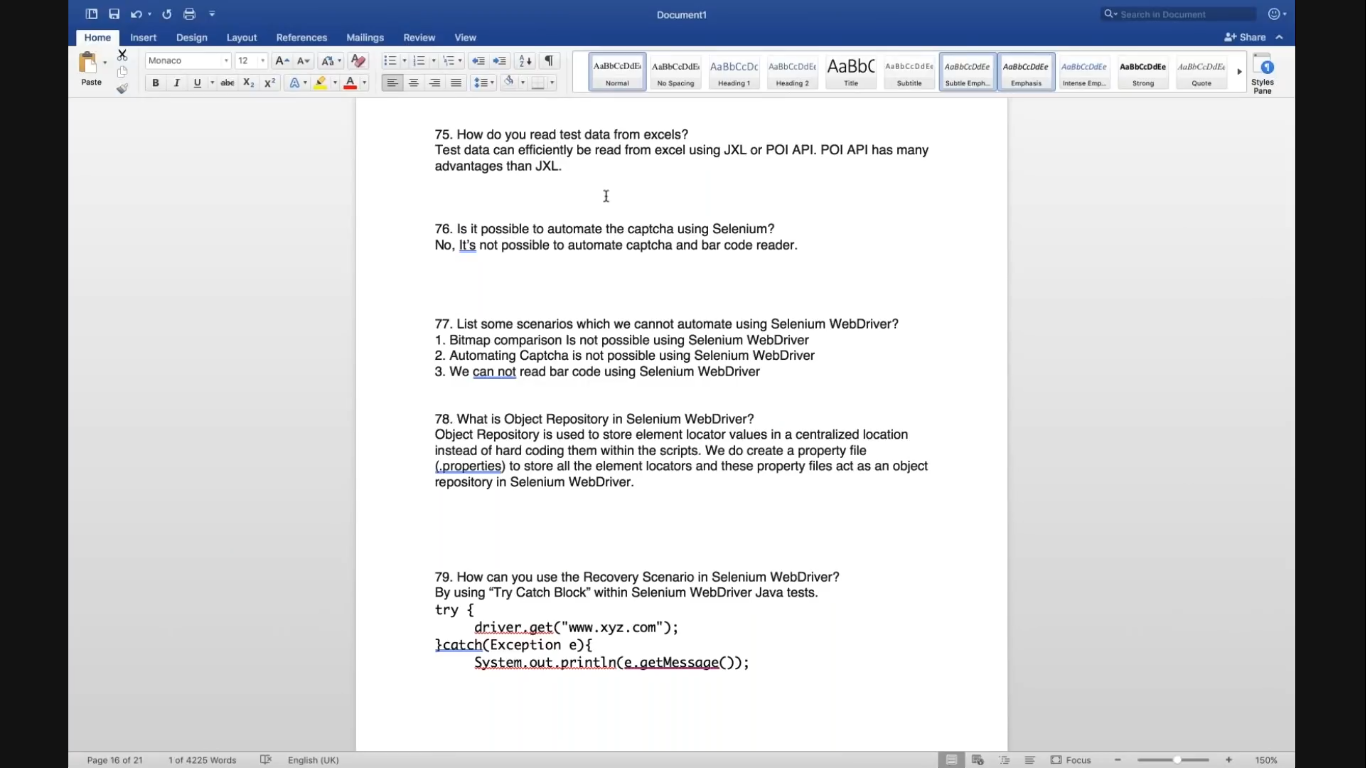 Document1
Search in Document
Home Insert Design Layout References Mailings Review View
Share
Paste
Monaco 12
B I U abc X2 X2 A A
AaBbCcDdEe AaBbCcDdEe AaBbCcDc AaBbCcDdEe AaBbC AaBbCcDdEe AaBbCcDdEe AaBbCcDdEe AaBbCcDdEe AaBbCcDdEe AaBbCcDdEe
Normal No Spacing Heading 1 Heading 2 Title Subtitle Subtle Emph... Emphasis Intense Emp... Strong Quote
Styles
Pane
75. How do you read test data from excels?
Test data can efficiently be read from excel using JXL or POI API. POI API has many
advantages than JXL.
76. Is it possible to automate the captcha using Selenium?
No, It's not possible to automate captcha and bar code reader.
77. List some scenarios which we cannot automate using Selenium WebDriver?
1. Bitmap comparison Is not possible using Selenium WebDriver
2. Automating Captcha is not possible using Selenium WebDriver
3. We can not read bar code using Selenium WebDriver
78. What is Object Repository in Selenium WebDriver?
Object Repository is used to store element locator values in a centralized location
instead of hard coding them within the scripts. We do create a property file
(.properties) to store all the element locators and these property files act as an object
repository in Selenium WebDriver.
79. How can you use the Recovery Scenario in Selenium WebDriver?
By using “Try Catch Block” within Selenium WebDriver Java tests.
try {
driver.get("www.xyz.com");
}catch(Exception e){
System.out.println(e.getMessage());
Page 16 of 21 1 of 4225 Words English (UK) Focus 150%